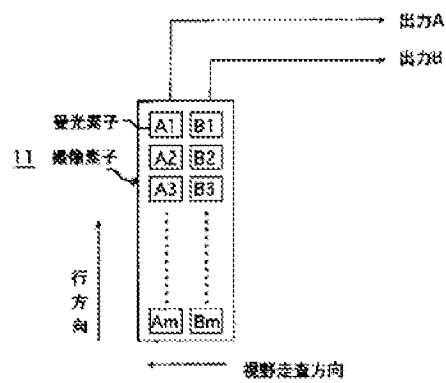 出力A
出力B
受光素子
A1 B1
11 撮像素子
A2 B2
A3 B3
行方向
Am Bm
視野走査方向